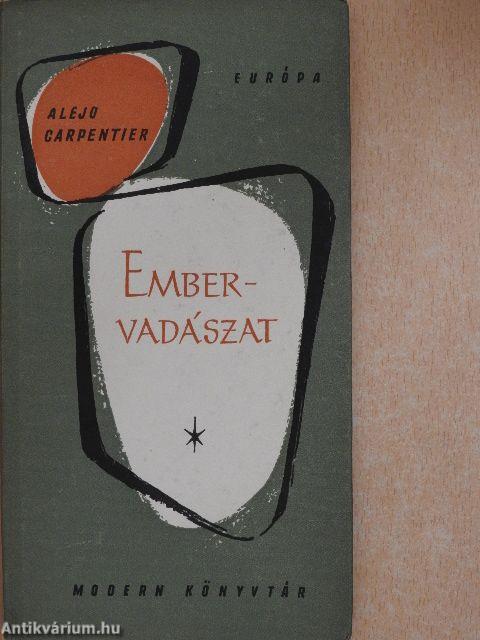 EURÓPA
ALEJO
CARPENTIER
EMBER-
VADÁSZAT
MODERN KÖNYVTÁR
Antikvárium.hu